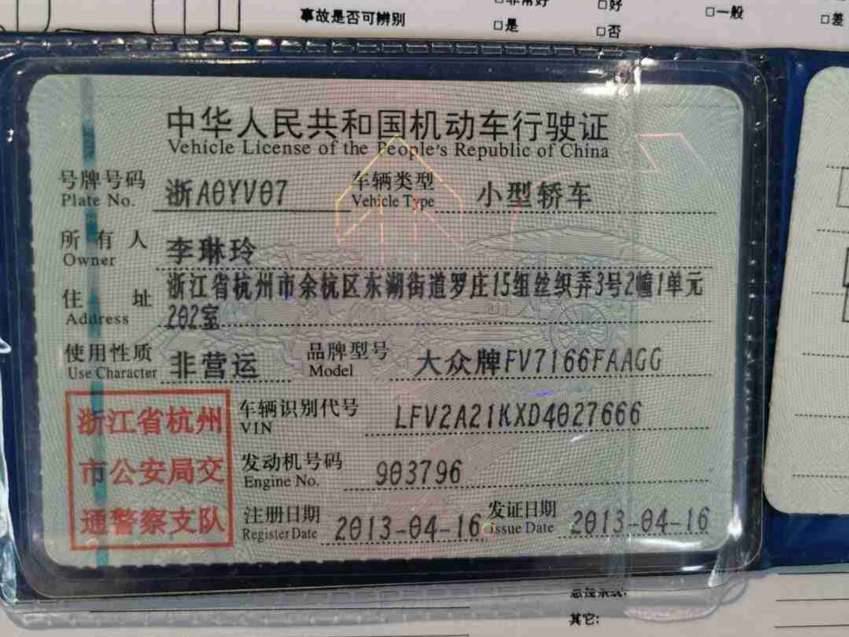 非常好 □好 □一般 □差
事故是否可辨别 □是 □否
中华人民共和国机动车行驶证
Vehicle License of the People's Republic of China
号牌号码 浙A0YV07 车辆类型 小型轿车
Plate No. Vehicle Type
所有人 李琳玲
Owner
住址 浙江省杭州市余杭区东湖街道罗庄15组丝织弄3号2幢1单元
Address 202室
使用性质 非营运 品牌型号 大众牌FV7166FAAGG
Use Character Model
浙江省杭州 车辆识别代号 LFV2A21KXD4027666
VIN
市公安局交 发动机号码 903796
Engine No.
通警察支队 注册日期 2013-04-16 发证日期 2013-04-16
Register Date Issue Date
其它: